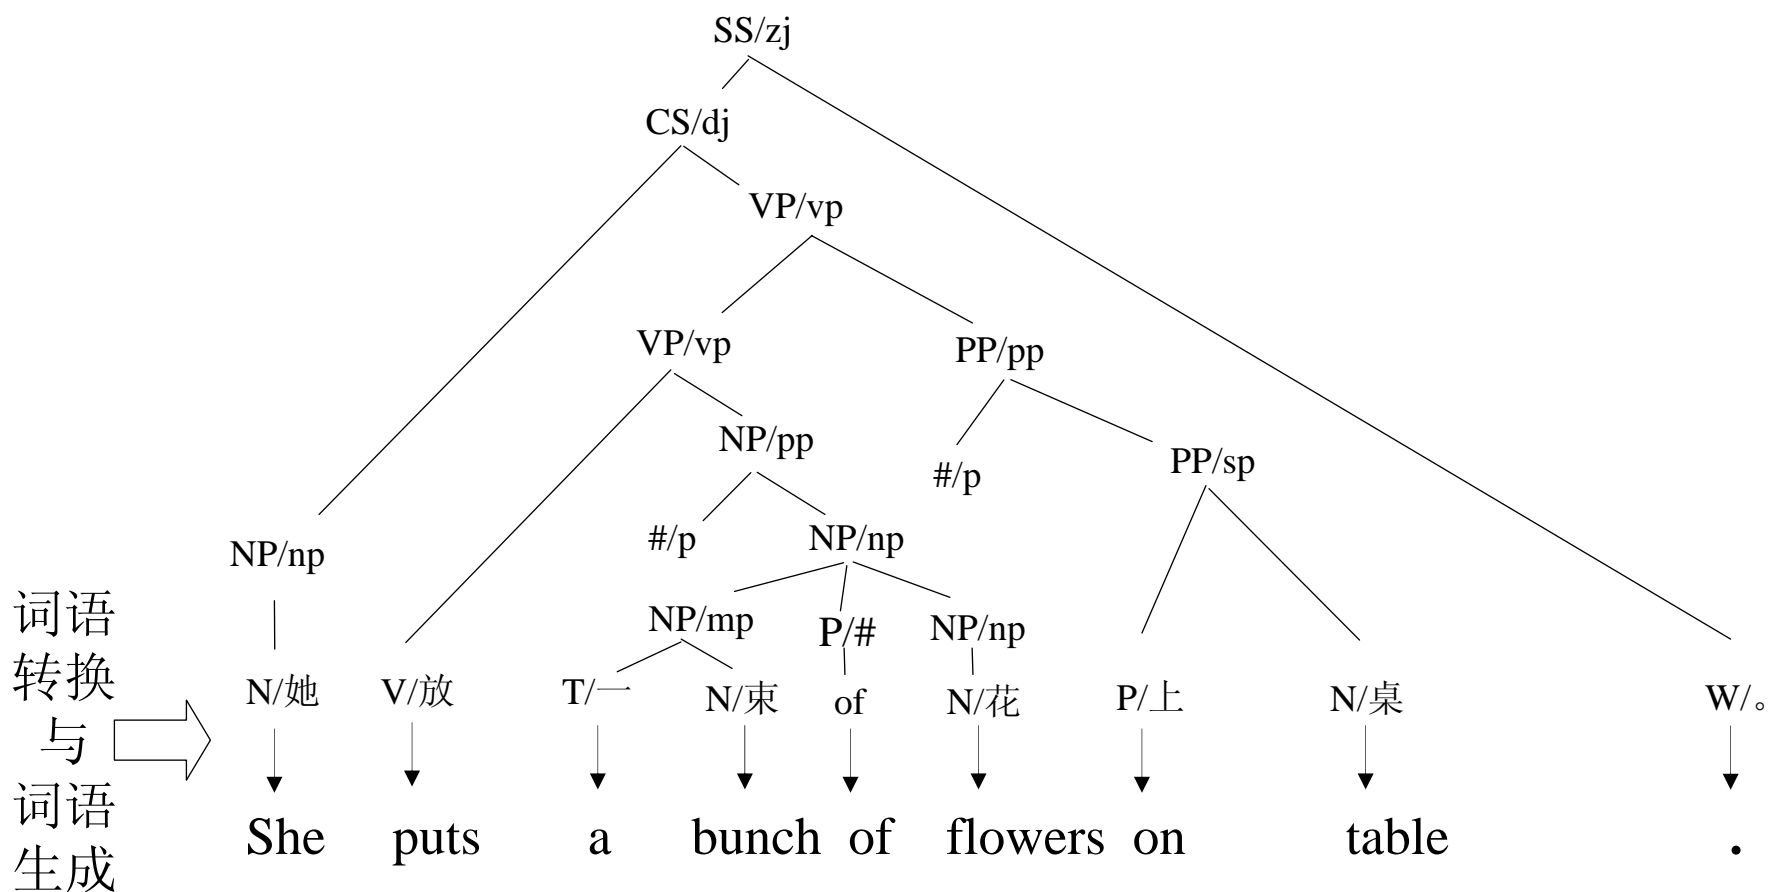 SS/zj
CS/dj
VP/vp
VP/vp PP/pp
NP/pp
#/p PP/sp
#/p NP/np
NP/np
NP/mp P/# NP/np
N/她 V/放 T/一 N/束 of N/花 P/上 N/桌 W/。
She puts a bunch of flowers on table .
词语
转换
与
词语
生成